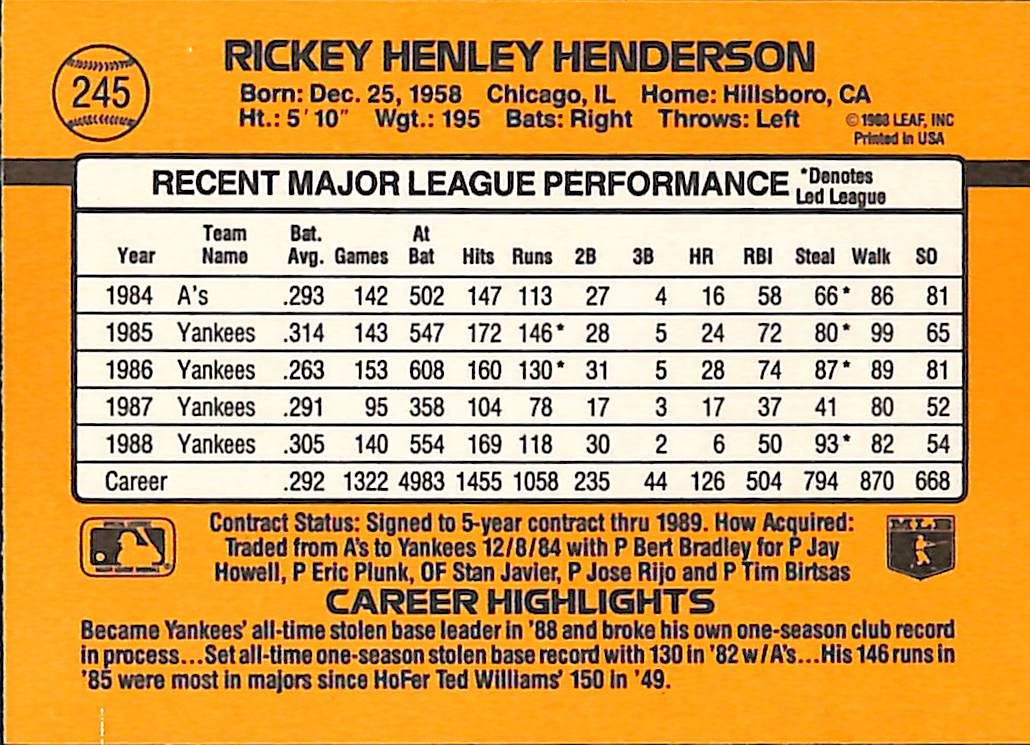 245
RICKEY HENLEY HENDERSON
Born: Dec. 25, 1958 Chicago, IL Home: Hillsboro, CA
Ht.: 5'10" Wgt.: 195 Bats: Right Throws: Left
© 1988 LEAF, INC
Printed in USA
RECENT MAJOR LEAGUE PERFORMANCE *Denotes
Led League
Year Team Name Bat. Avg. Games At Bat Hits Runs 2B 3B HR RBI Steal Walk SO
1984 A's .293 142 502 147 113 27 4 16 58 66* 86 81
1985 Yankees .314 143 547 172 146* 28 5 24 72 80* 99 65
1986 Yankees .263 153 608 160 130* 31 5 28 74 87* 89 81
1987 Yankees .291 95 358 104 78 17 3 17 37 41 80 52
1988 Yankees .305 140 554 169 118 30 2 6 50 93* 82 54
Career .292 1322 4983 1455 1058 235 44 126 504 794 870 668
Contract Status: Signed to 5-year contract thru 1989. How Acquired:
Traded from A's to Yankees 12/8/84 with P Bert Bradley for P Jay
Howell, P Eric Plunk, OF Stan Javier, P Jose Rijo and P Tim Birtsas
MLB
CAREER HIGHLIGHTS
Became Yankees' all-time stolen base leader in '88 and broke his own one-season club record
in process...Set all-time one-season stolen base record with 130 in '82 w/A's...His 146 runs in
'85 were most in majors since HoFer Ted Williams' 150 in '49.